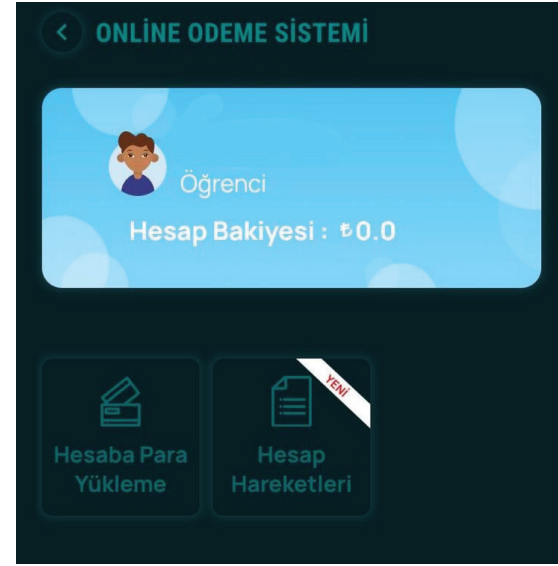 ONLİNE ODEME SİSTEMİ
Öğrenci
Hesap Bakiyesi : ₺0.0
Hesaba Para
Yükleme
YENİ
Hesap
Hareketleri